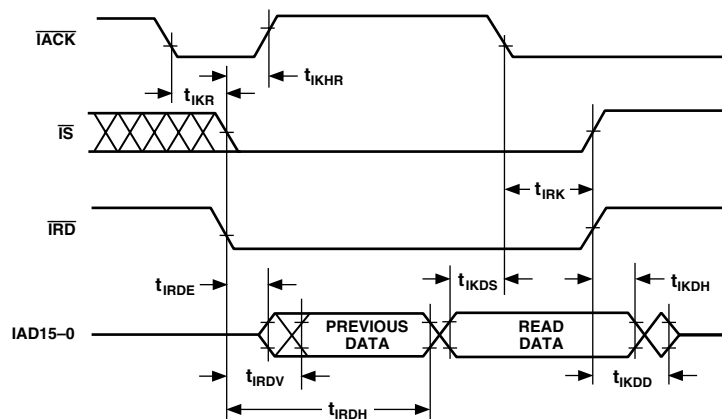 IACK
tIKHR
tIKR
IS
tIRK
IRD
tIRDE
tIKDS
tIKDH
IAD15–0
PREVIOUS
DATA
READ
DATA
tIRDV
tIKDD
tIRDH